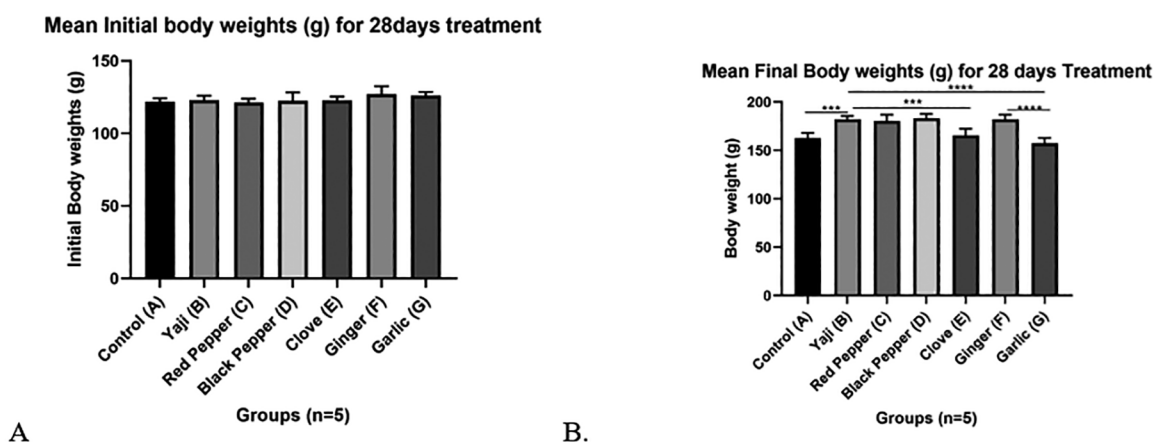 Mean Initial body weights (g) for 28days treatment
Initial Body weights (g)
150
100
50
0
Control (A)
Yaji (B)
Red Pepper (C)
Black Pepper (D)
Clove (E)
Ginger (F)
Garlic (G)
Groups (n=5)
A
Mean Final Body weights (g) for 28 days Treatment
****
***
***
****
Body weight (g)
200
150
100
50
0
Control (A)
Yaji (B)
Red Pepper (C)
Black Pepper (D)
Clove (E)
Ginger (F)
Garlic (G)
Groups (n=5)
B.